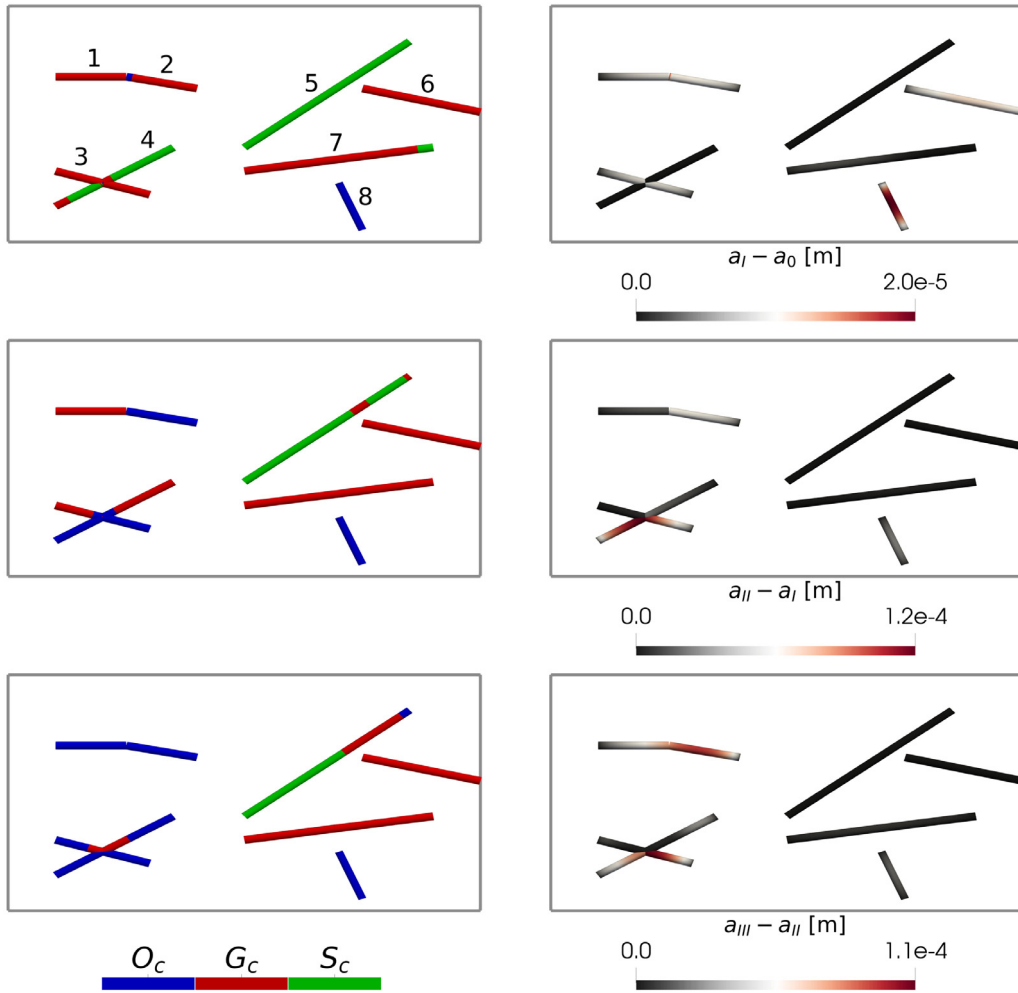 1
2
3
4
5
6
7
8
a_I − a_0 [m]
0.0 2.0e-5
a_II − a_I [m]
0.0 1.2e-4
a_III − a_II [m]
0.0 1.1e-4
O_c G_c S_c